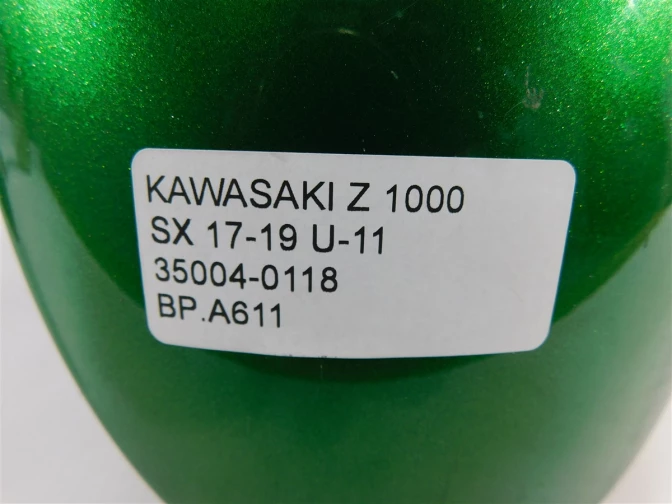 KAWASAKI Z 1000
SX 17-19 U-11
35004-0118
BP.A611